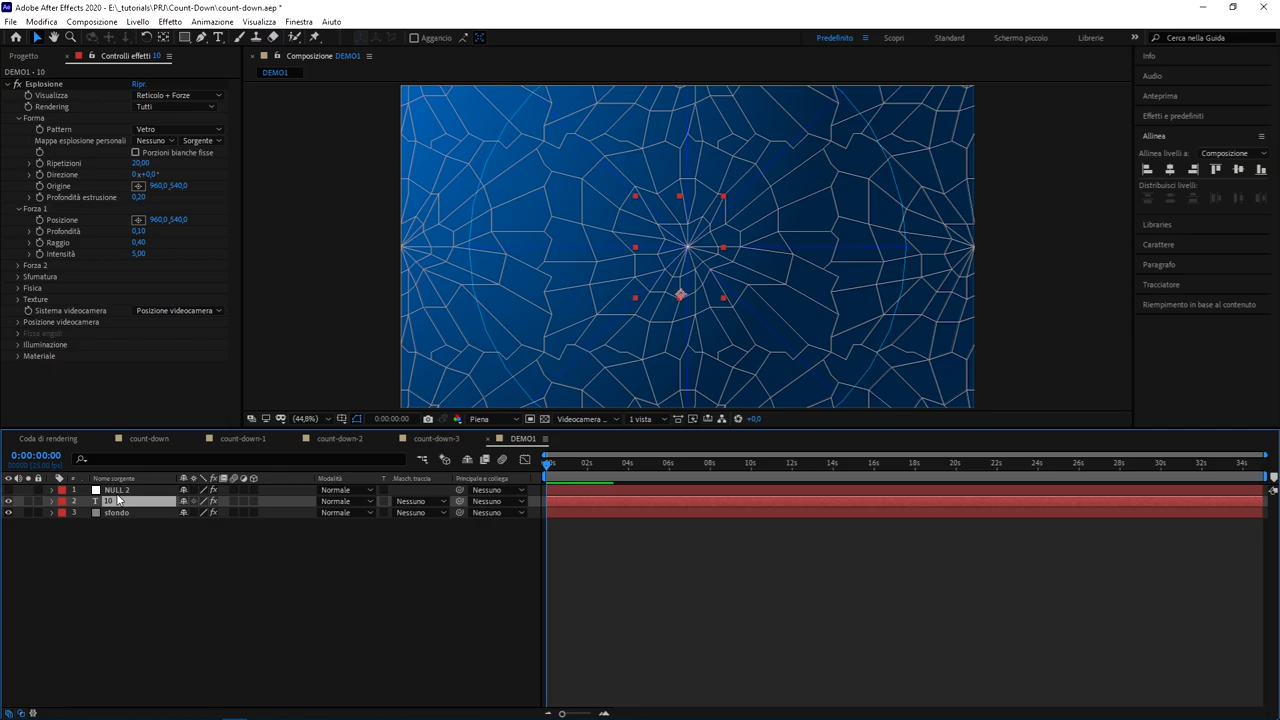 Adobe After Effects 2020 - E:\_tutorials\PRJ\Count-Down\count-down.aep *
File Modifica Composizione Livello Effetto Animazione Visualizza Finestra Aiuto
Aggancio Predefinito Scopri Standard Schermo piccolo Librerie Cerca nella Guida
Progetto Controlli effetti 10 Composizione DEMO1
DEMO1 • 10 DEMO1
Esplosione Ripr.
Visualizza Reticolo + Forze
Rendering Tutti
Forma
Pattern Vetro
Mappa esplosione personali Nessuno Sorgente
Porzioni bianche fisse
Ripetizioni 20,00
Direzione 0x+0,0°
Origine 960,0,540,0
Profondità estrusione 0,20
Forza 1
Posizione 960,0,540,0
Profondità 0,10
Raggio 0,40
Intensità 5,00
Forza 2
Sfumatura
Fisica
Texture
Sistema videocamera Posizione videocamera
Posizione videocamera
Fissa angoli
Illuminazione
Materiale
Info
Audio
Anteprima
Effetti e predefiniti
Allinea
Allinea livelli a: Composizione
Distribuisci livelli:
Libraries
Carattere
Paragrafo
Tracciatore
Riempimento in base al contenuto
(44,8%) 0:00:00:00 Piena Videocamera ... 1 vista +0,0
Coda di rendering count-down count-down-1 count-down-2 count-down-3 DEMO1
0:00:00:00
00000 (25.00 fps)
02s 04s 06s 08s 10s 12s 14s 16s 18s 20s 22s 24s 26s 28s 30s 32s 34s
# Nome sorgente Modalità T Match. traccia Principale e collega
1 NULL 2 Normale Nessuno
2 T 10 Normale Nessuno Nessuno
3 sfondo Normale Nessuno Nessuno